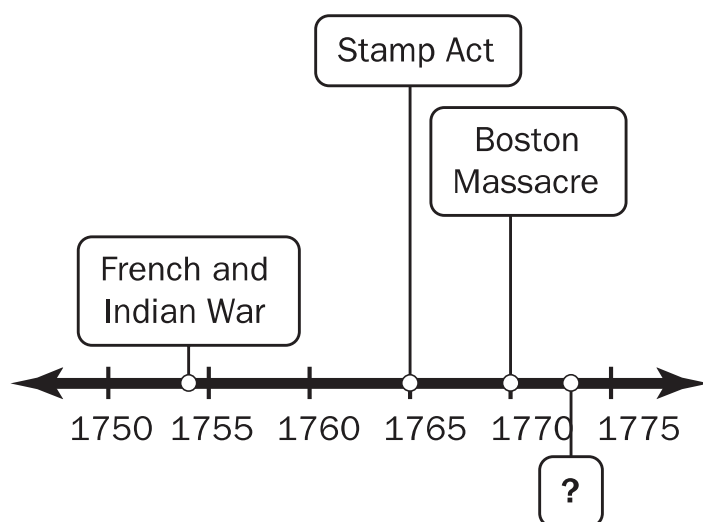 Stamp Act
Boston
Massacre
French and
Indian War
1750 1755 1760 1765 1770 1775
?